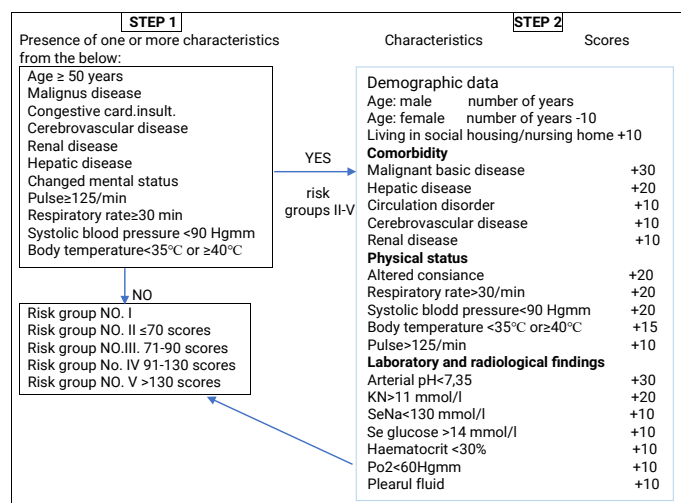 STEP 1
Presence of one or more characteristics
from the below:
Age ≥ 50 years
Malignus disease
Congestive card.insult.
Cerebrovascular disease
Renal disease
Hepatic disease
Changed mental status
Pulse≥125/min
Respiratory rate≥30 min
Systolic blood pressure <90 Hgmm
Body temperature<35℃ or ≥40℃
YES
risk
groups II-V
NO
Risk group NO. I
Risk group NO. II ≤70 scores
Risk group NO.III. 71-90 scores
Risk group No. IV 91-130 scores
Risk group NO. V >130 scores
STEP 2
Characteristics Scores
Demographic data
Age: male number of years
Age: female number of years -10
Living in social housing/nursing home +10
Comorbidity
Malignant basic disease +30
Hepatic disease +20
Circulation disorder +10
Cerebrovascular disease +10
Renal disease +10
Physical status
Altered consiance +20
Respiratory rate>30/min +20
Systolic blobd pressure<90 Hgmm +20
Body temperature <35℃ or≥40℃ +15
Pulse>125/min +10
Laboratory and radiological findings
Arterial pH<7,35 +30
KN>11 mmol/l +20
SeNa<130 mmol/l +10
Se glucose >14 mmol/l +10
Haematocrit <30% +10
Po2<60Hgmm +10
Plearul fluid +10